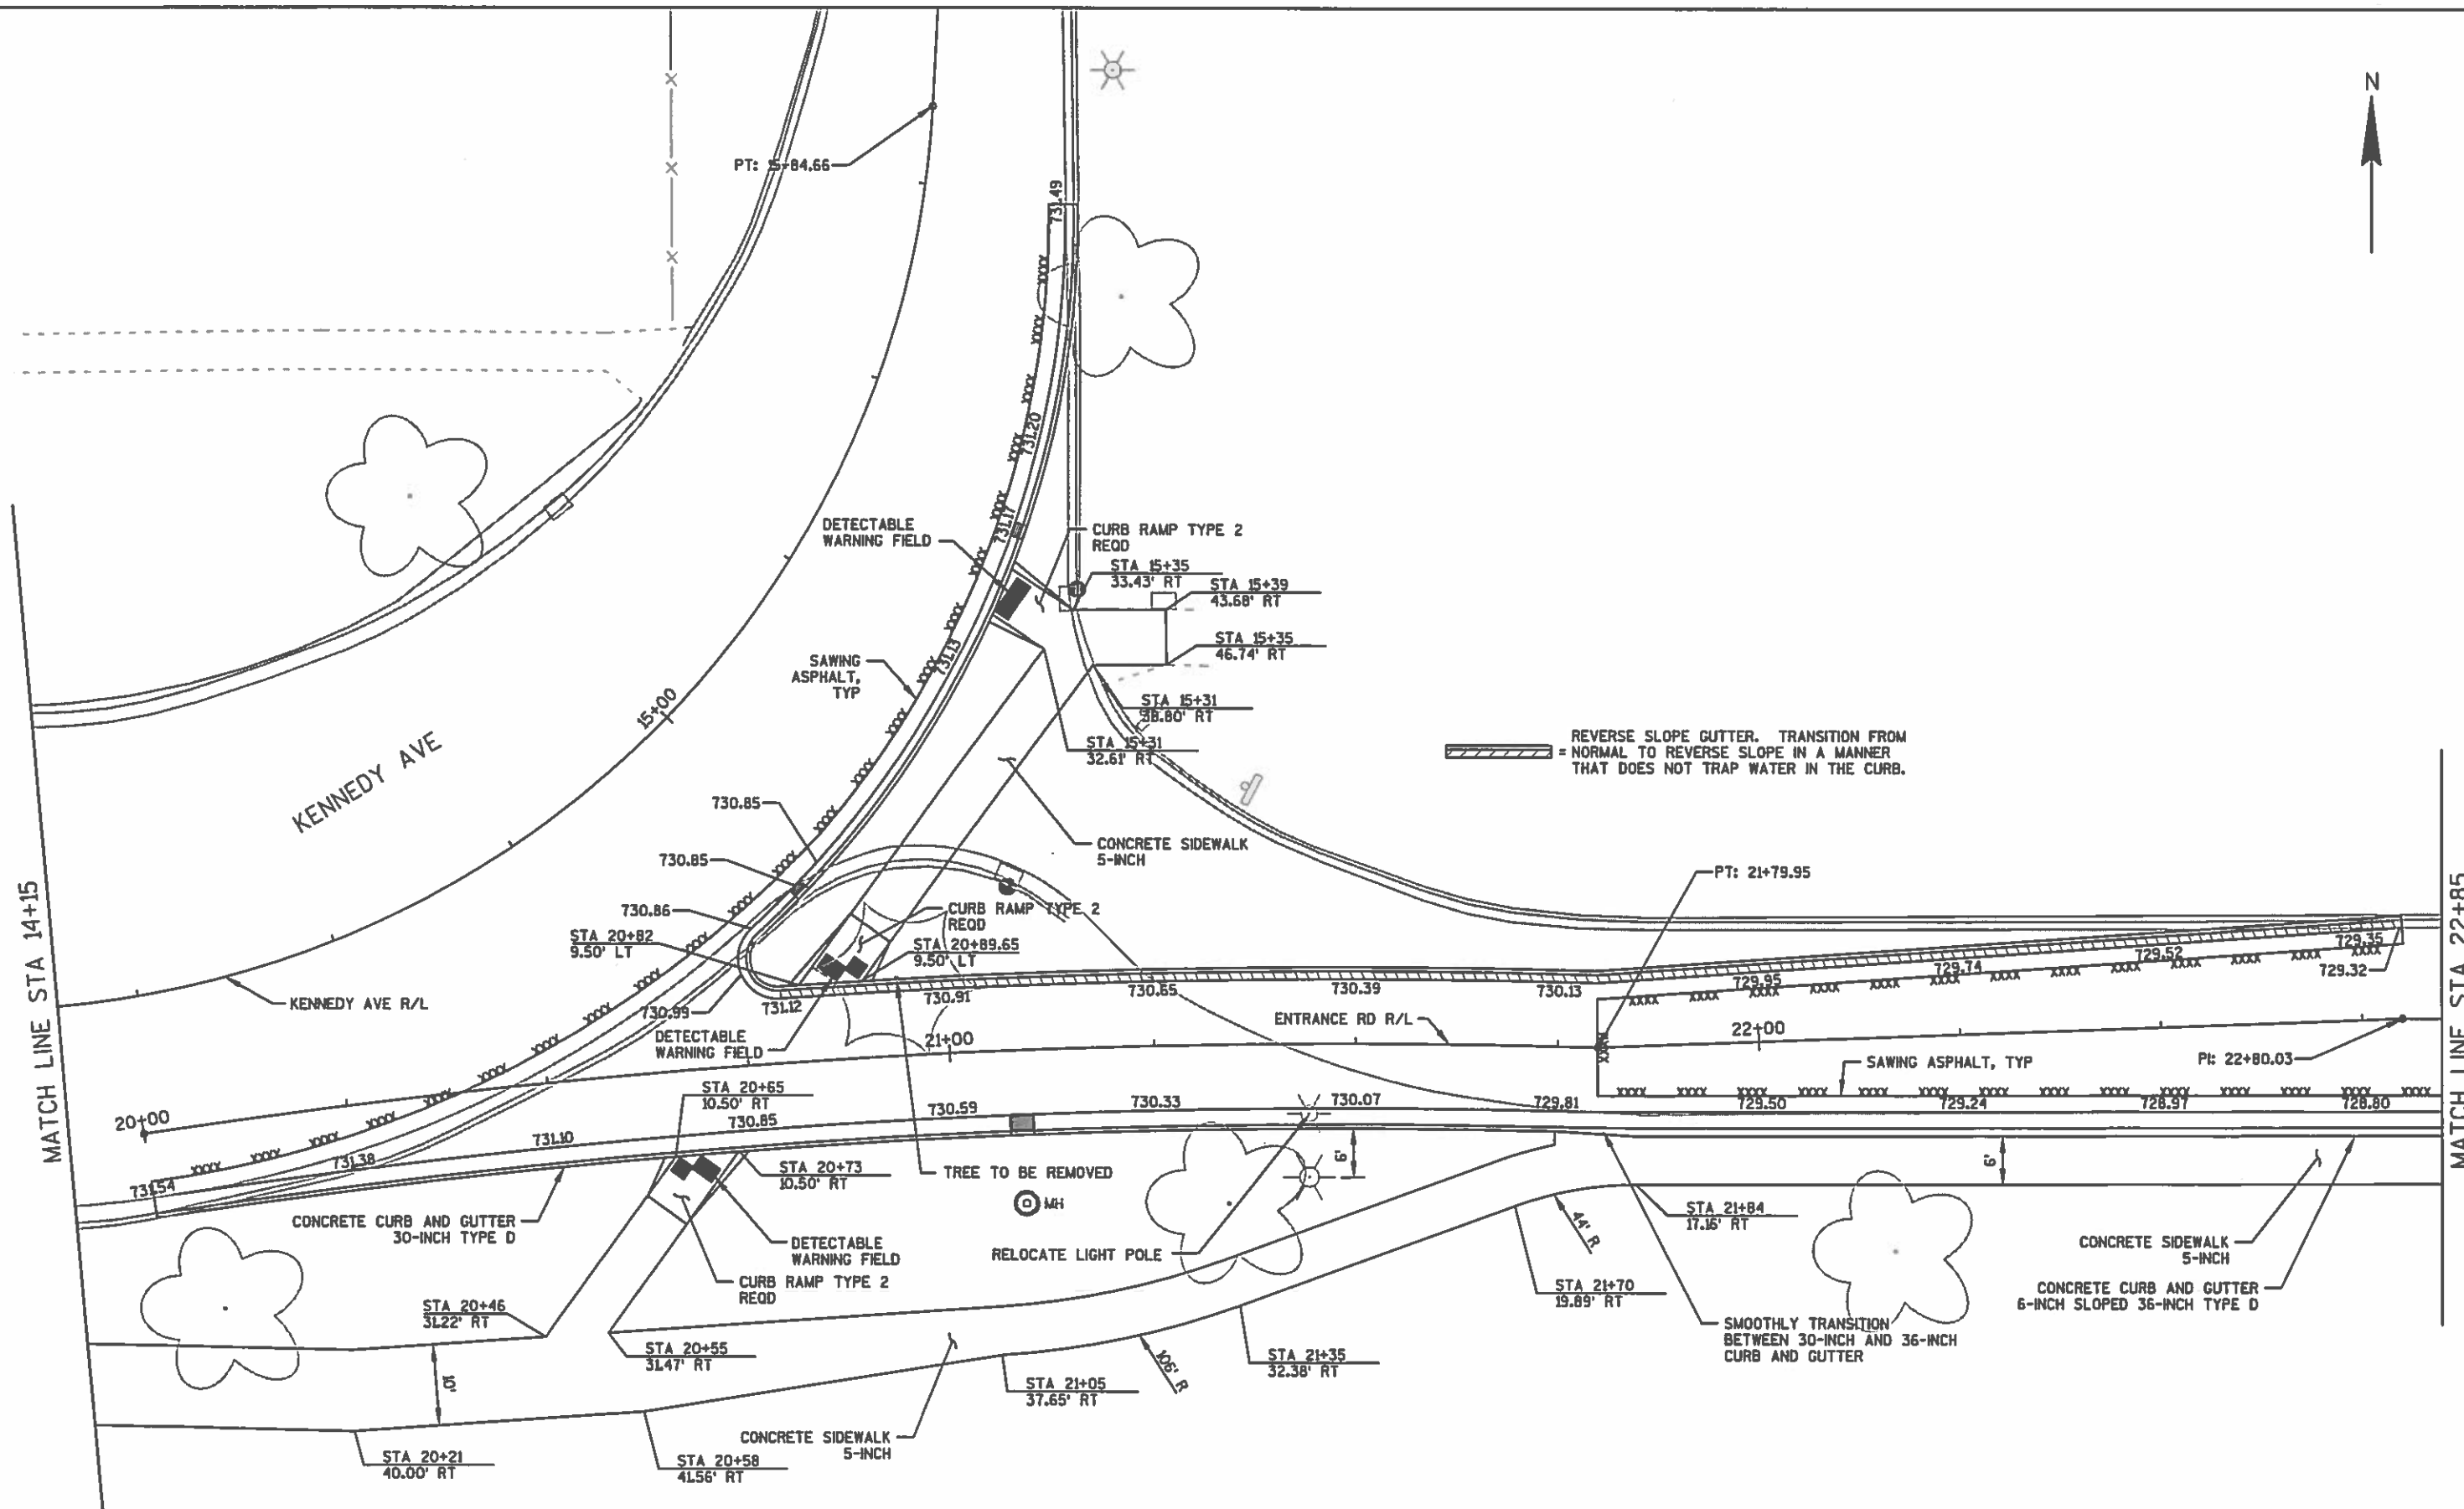 N
PT: 15+84.66
731.49
731.20
DETECTABLE
WARNING FIELD
731.17
CURB RAMP TYPE 2
REQD
STA 15+35
33.43' RT
STA 15+39
43.68' RT
STA 15+35
46.74' RT
SAWING
ASPHALT,
TYP
731.13
STA 15+31
38.80' RT
STA 15+31
32.61' RT
15+00
KENNEDY AVE
REVERSE SLOPE GUTTER. TRANSITION FROM
= NORMAL TO REVERSE SLOPE IN A MANNER
THAT DOES NOT TRAP WATER IN THE CURB.
730.85
CONCRETE SIDEWALK
5-INCH
730.85
PT: 21+79.95
MATCH LINE STA 14+15
MATCH LINE STA 22+85
730.86
CURB RAMP TYPE 2
REQD
STA 20+82
9.50' LT
STA 20+89.65
9.50' LT
KENNEDY AVE R/L
730.99
731.12
730.91
730.65
730.39
730.13
729.95
729.74
729.52
729.35
729.32
DETECTABLE
WARNING FIELD
21+00
ENTRANCE RD R/L
22+00
SAWING ASPHALT, TYP
PI: 22+80.03
20+00
STA 20+65
10.50' RT
731.54
731.38
731.10
730.85
730.59
730.33
730.07
729.81
729.50
729.24
728.97
728.80
STA 20+73
10.50' RT
TREE TO BE REMOVED
6'
6'
MH
CONCRETE CURB AND GUTTER
30-INCH TYPE D
DETECTABLE
WARNING FIELD
RELOCATE LIGHT POLE
44' R
STA 21+84
17.16' RT
CONCRETE SIDEWALK
5-INCH
CURB RAMP TYPE 2
REQD
STA 21+70
19.89' RT
CONCRETE CURB AND GUTTER
6-INCH SLOPED 36-INCH TYPE D
STA 20+46
31.22' RT
SMOOTHLY TRANSITION
BETWEEN 30-INCH AND 36-INCH
CURB AND GUTTER
STA 20+55
31.47' RT
10'
106' R
STA 21+35
32.38' RT
STA 21+05
37.65' RT
CONCRETE SIDEWALK
5-INCH
STA 20+21
40.00' RT
STA 20+58
41.56' RT